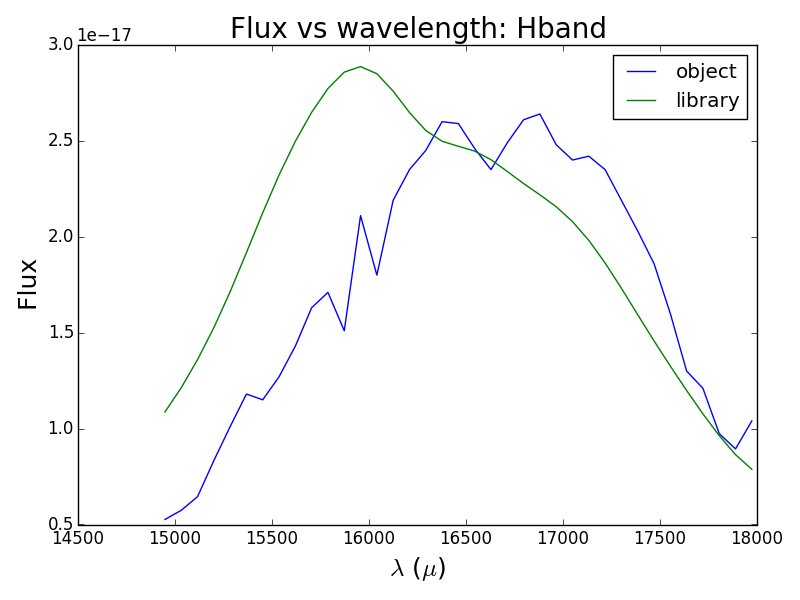 Flux vs wavelength: Hband
1e−17
3.0
2.5
2.0
1.5
1.0
0.5
Flux
object
library
14500 15000 15500 16000 16500 17000 17500 18000
λ (μ)